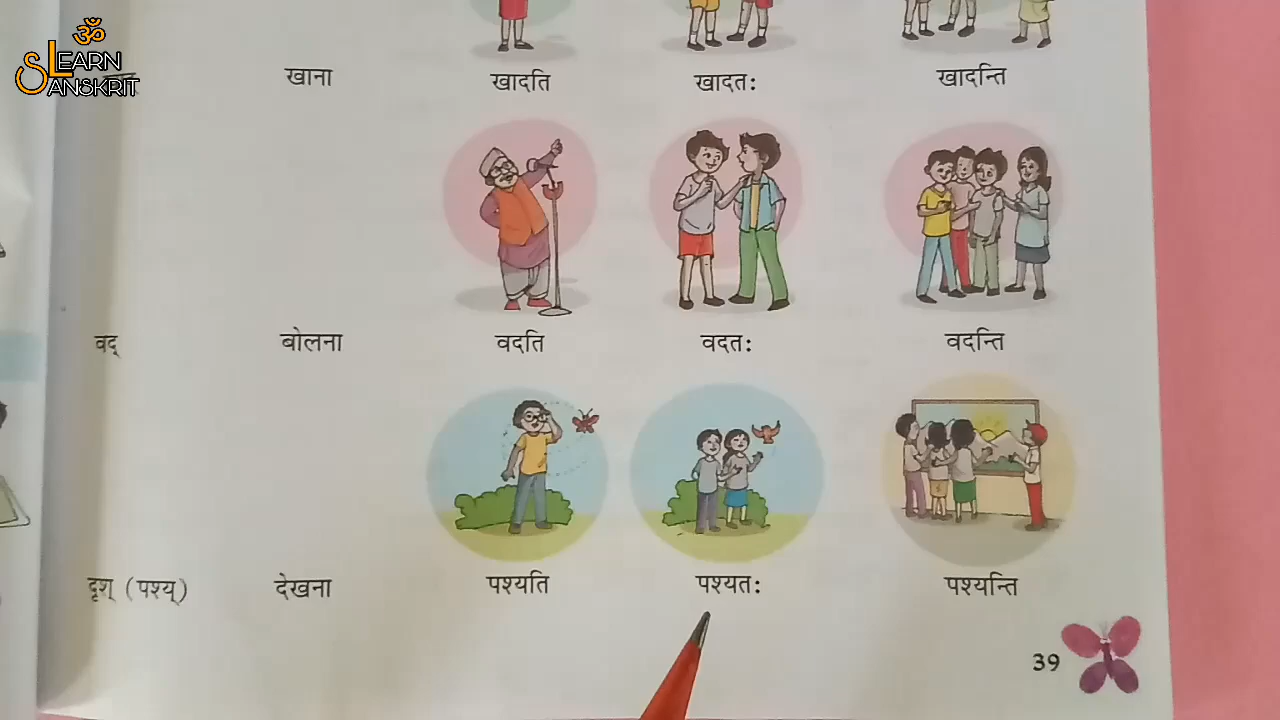 ॐ
LEARN
SANSKRIT
खाना खादति खादतः खादन्ति
वद् बोलना वदति वदतः वदन्ति
दृश् (पश्य्) देखना पश्यति पश्यतः पश्यन्ति
39